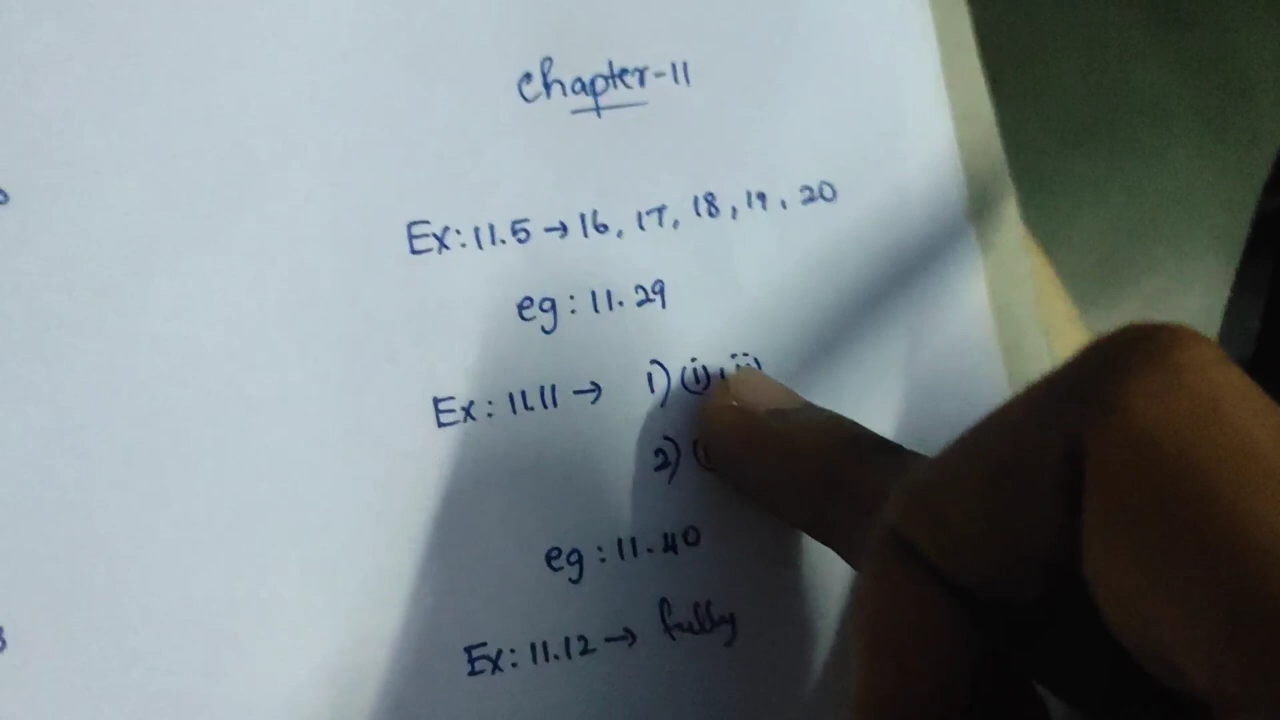 Chapter-11
Ex: 11.5 → 16, 17, 18, 19, 20
eg: 11.29
Ex: 11.11 → 1) (i), ii)
2) (
eg: 11.40
Ex: 11.12 → fully